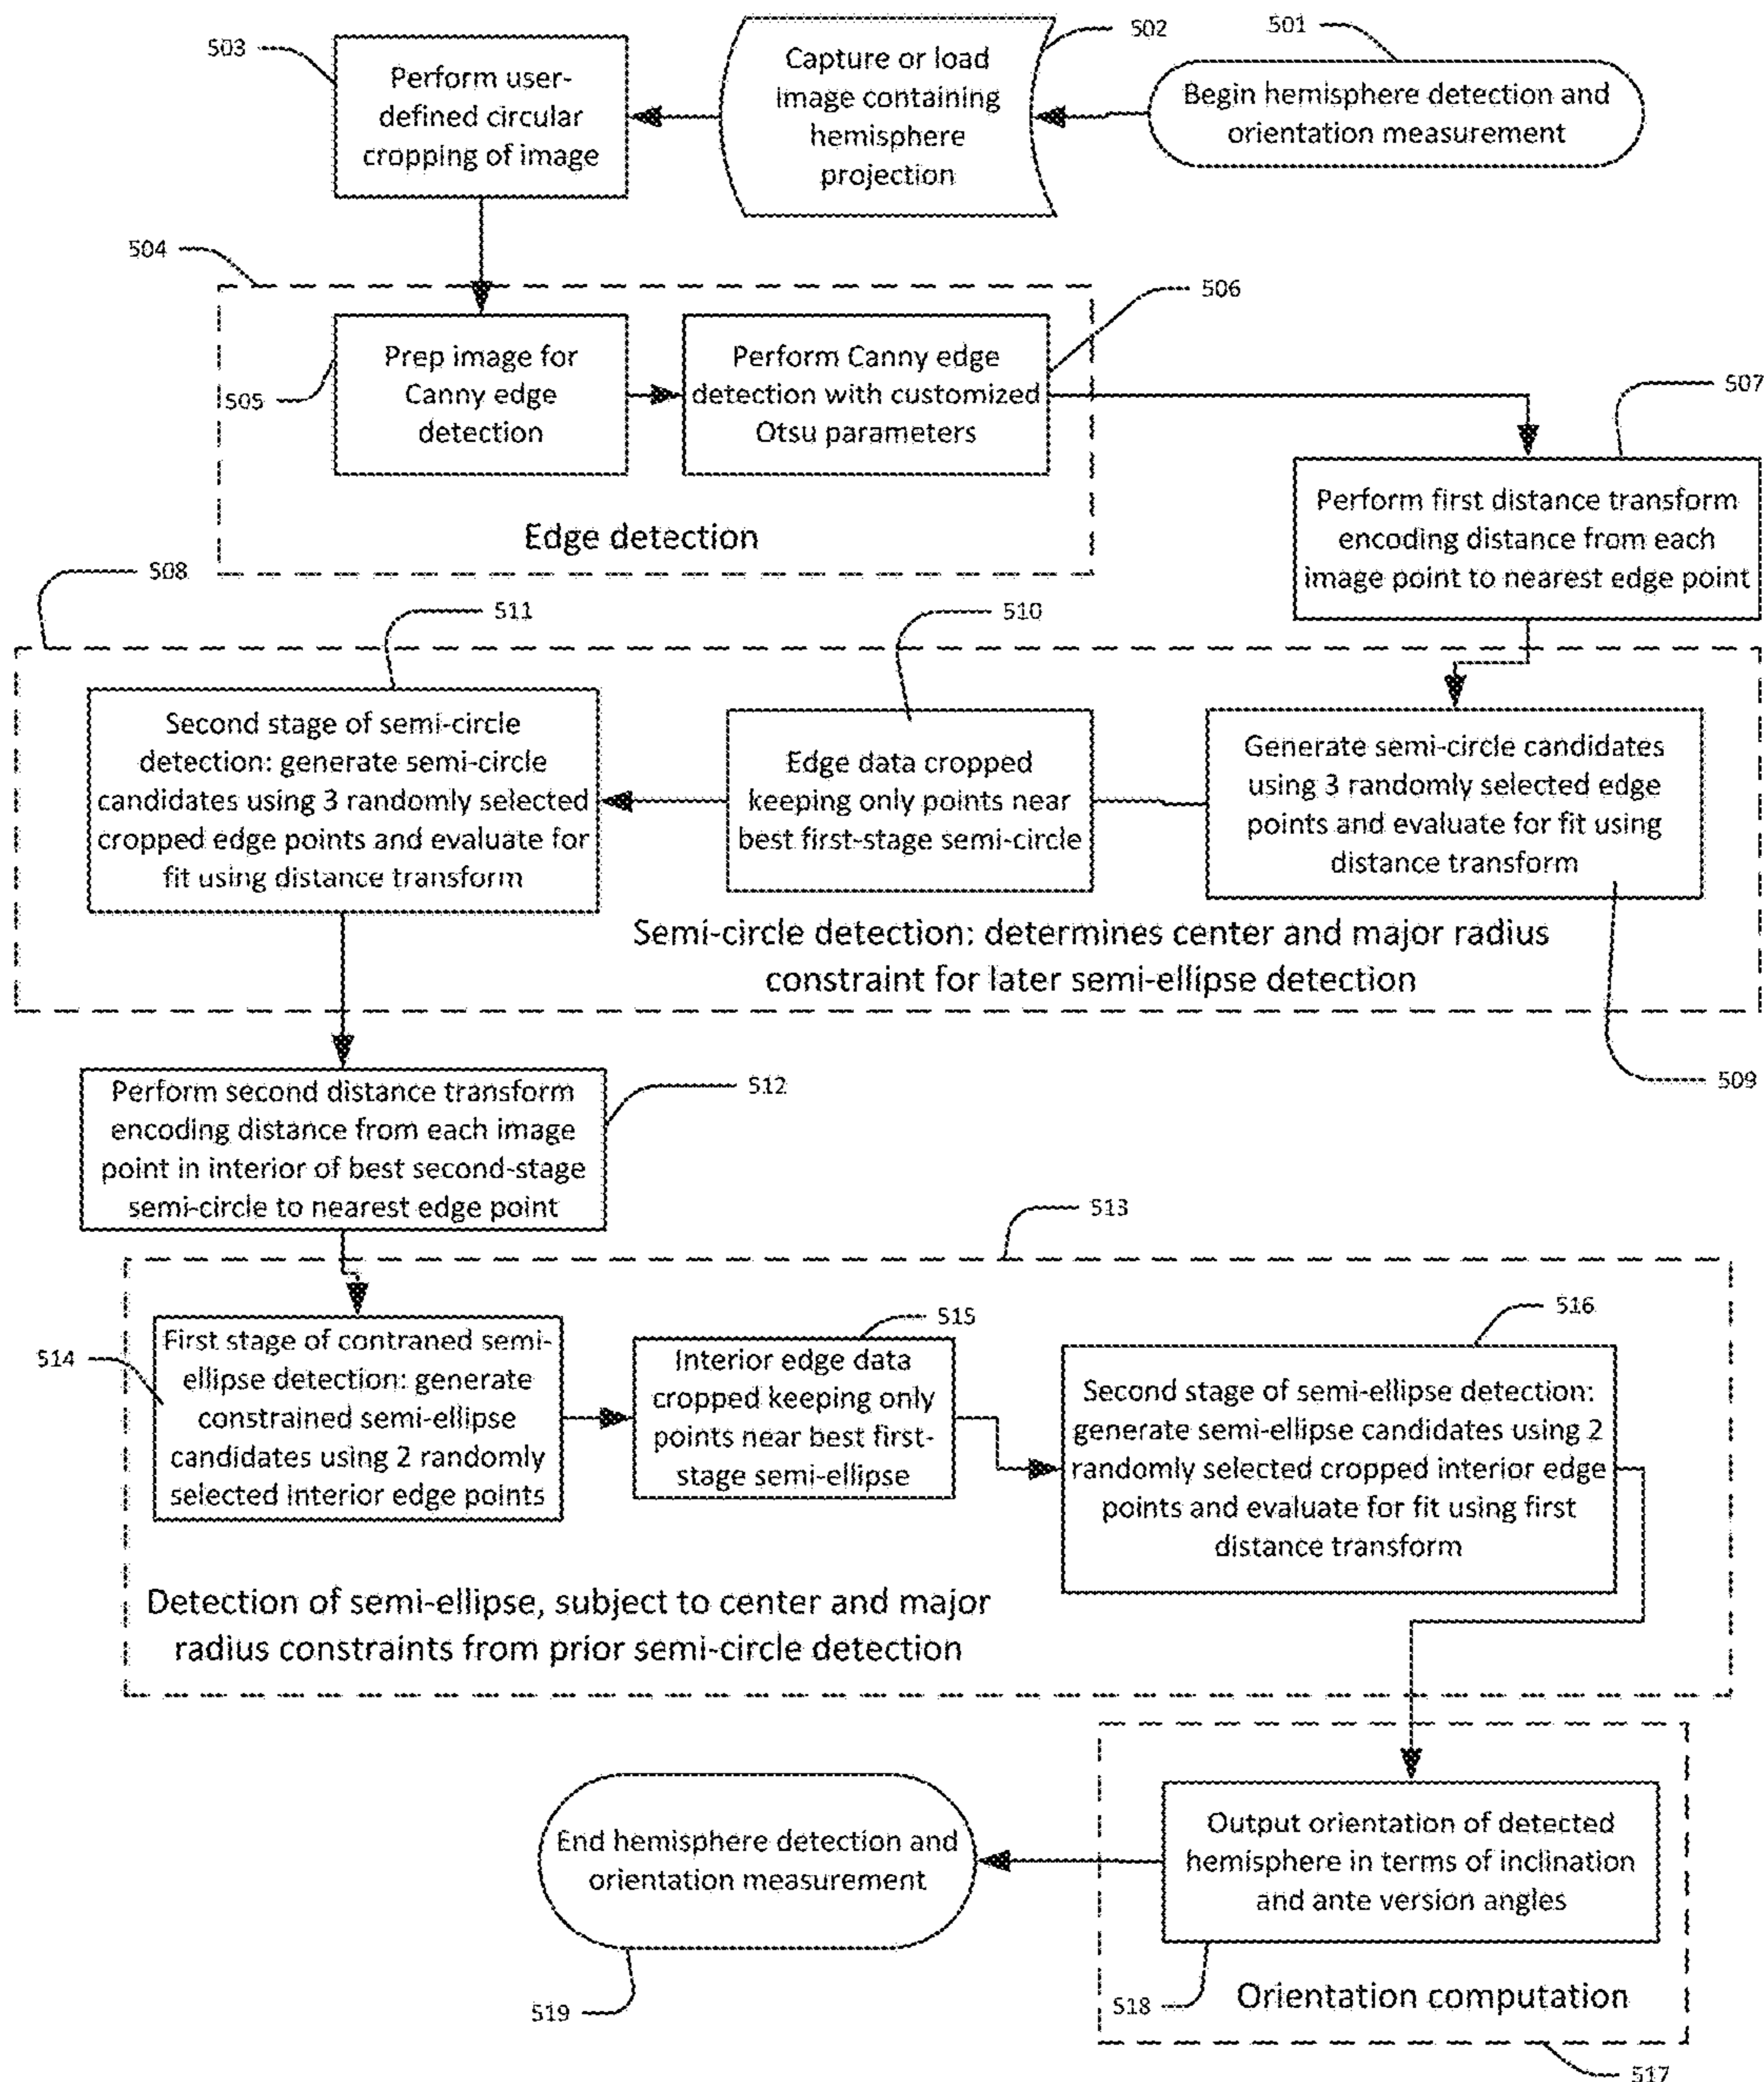 501
Begin hemisphere detection and
orientation measurement
502
Capture or load
image containing
hemisphere
projection
503
Perform user-
defined circular
cropping of image
504
505
Prep image for
Canny edge
detection
506
Perform Canny edge
detection with customized
Otsu parameters
Edge detection
507
Perform first distance transform
encoding distance from each
image point to nearest edge point
508
509
Generate semi-circle candidates
using 3 randomly selected edge
points and evaluate for fit using
distance transform
510
Edge data cropped
keeping only points near
best first-stage semi-circle
511
Second stage of semi-circle
detection: generate semi-circle
candidates using 3 randomly selected
cropped edge points and evaluate for
fit using distance transform
Semi-circle detection: determines center and major radius
constraint for later semi-ellipse detection
512
Perform second distance transform
encoding distance from each image
point in interior of best second-stage
semi-circle to nearest edge point
513
514
First stage of contraned semi-
ellipse detection: generate
constrained semi-ellipse
candidates using 2 randomly
selected interior edge points
515
Interior edge data
cropped keeping only
points near best first-
stage semi-ellipse
516
Second stage of semi-ellipse detection:
generate semi-ellipse candidates using 2
randomly selected cropped interior edge
points and evaluate for fit using first
distance transform
Detection of semi-ellipse, subject to center and major
radius constraints from prior semi-circle detection
517
518
Output orientation of detected
hemisphere in terms of inclination
and ante version angles
Orientation computation
End hemisphere detection and
orientation measurement
519